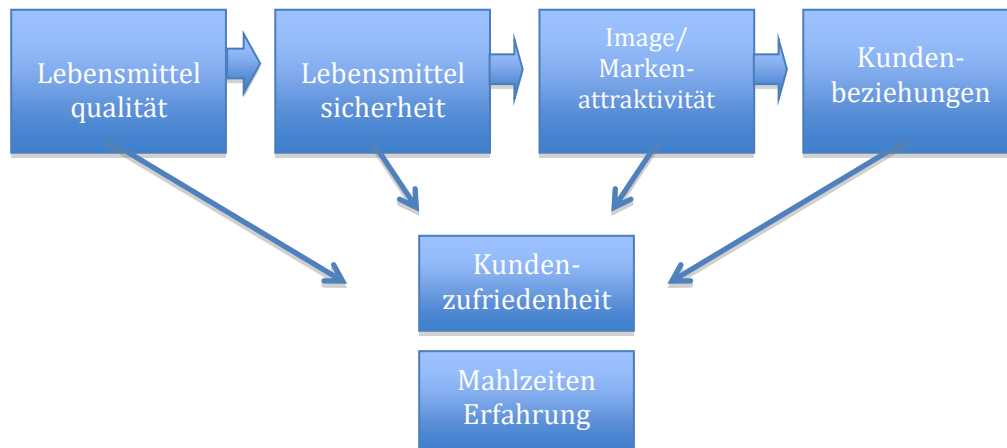 Lebensmittel
qualität
Lebensmittel
sicherheit
Image/
Marken-
attraktivität
Kunden-
beziehungen
Kunden-
zufriedenheit
Mahlzeiten
Erfahrung